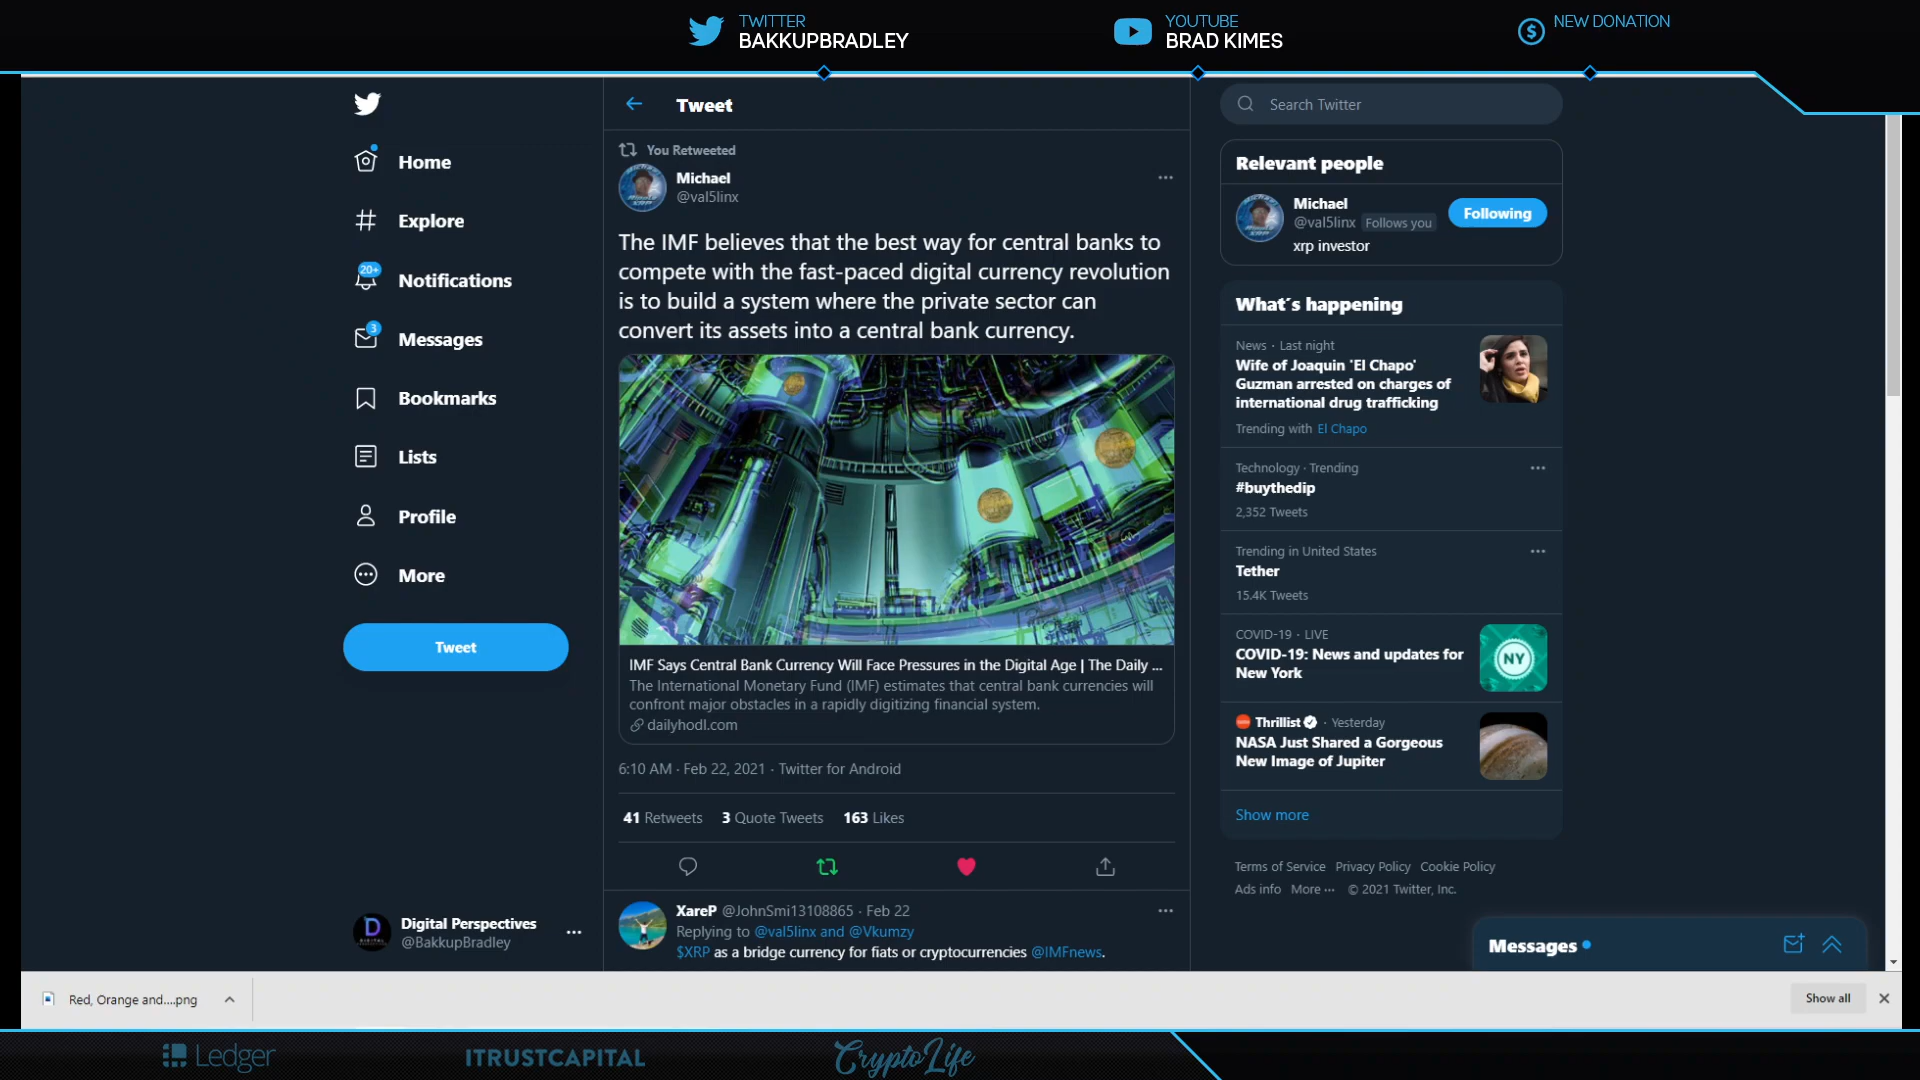 TWITTER
BAKKUPBRADLEY
YOUTUBE
BRAD KIMES
NEW DONATION
Home
Explore
20+
Notifications
3
Messages
Bookmarks
Lists
Profile
More
Tweet
Digital Perspectives
@BakkupBradley
Tweet
You Retweeted
Michael
@val5linx
The IMF believes that the best way for central banks to
compete with the fast-paced digital currency revolution
is to build a system where the private sector can
convert its assets into a central bank currency.
IMF Says Central Bank Currency Will Face Pressures in the Digital Age | The Daily ...
The International Monetary Fund (IMF) estimates that central bank currencies will
confront major obstacles in a rapidly digitizing financial system.
dailyhodl.com
6:10 AM · Feb 22, 2021 · Twitter for Android
41 Retweets 3 Quote Tweets 163 Likes
XareP @JohnSmi13108865 · Feb 22
Replying to @val5linx and @Vkumzy
$XRP as a bridge currency for fiats or cryptocurrencies @IMFnews.
Search Twitter
Relevant people
Michael
@val5linx Follows you
Following
xrp investor
What's happening
News · Last night
Wife of Joaquin 'El Chapo'
Guzman arrested on charges of
international drug trafficking
Trending with El Chapo
Technology · Trending
#buythedip
2,352 Tweets
Trending in United States
Tether
15.4K Tweets
COVID-19 · LIVE
COVID-19: News and updates for
New York
NY
Thrillist · Yesterday
NASA Just Shared a Gorgeous
New Image of Jupiter
Show more
Terms of Service Privacy Policy Cookie Policy
Ads info More ··· © 2021 Twitter, Inc.
Messages
Red, Orange and....png
Show all
Ledger
ITRUSTCAPITAL
CryptoLife